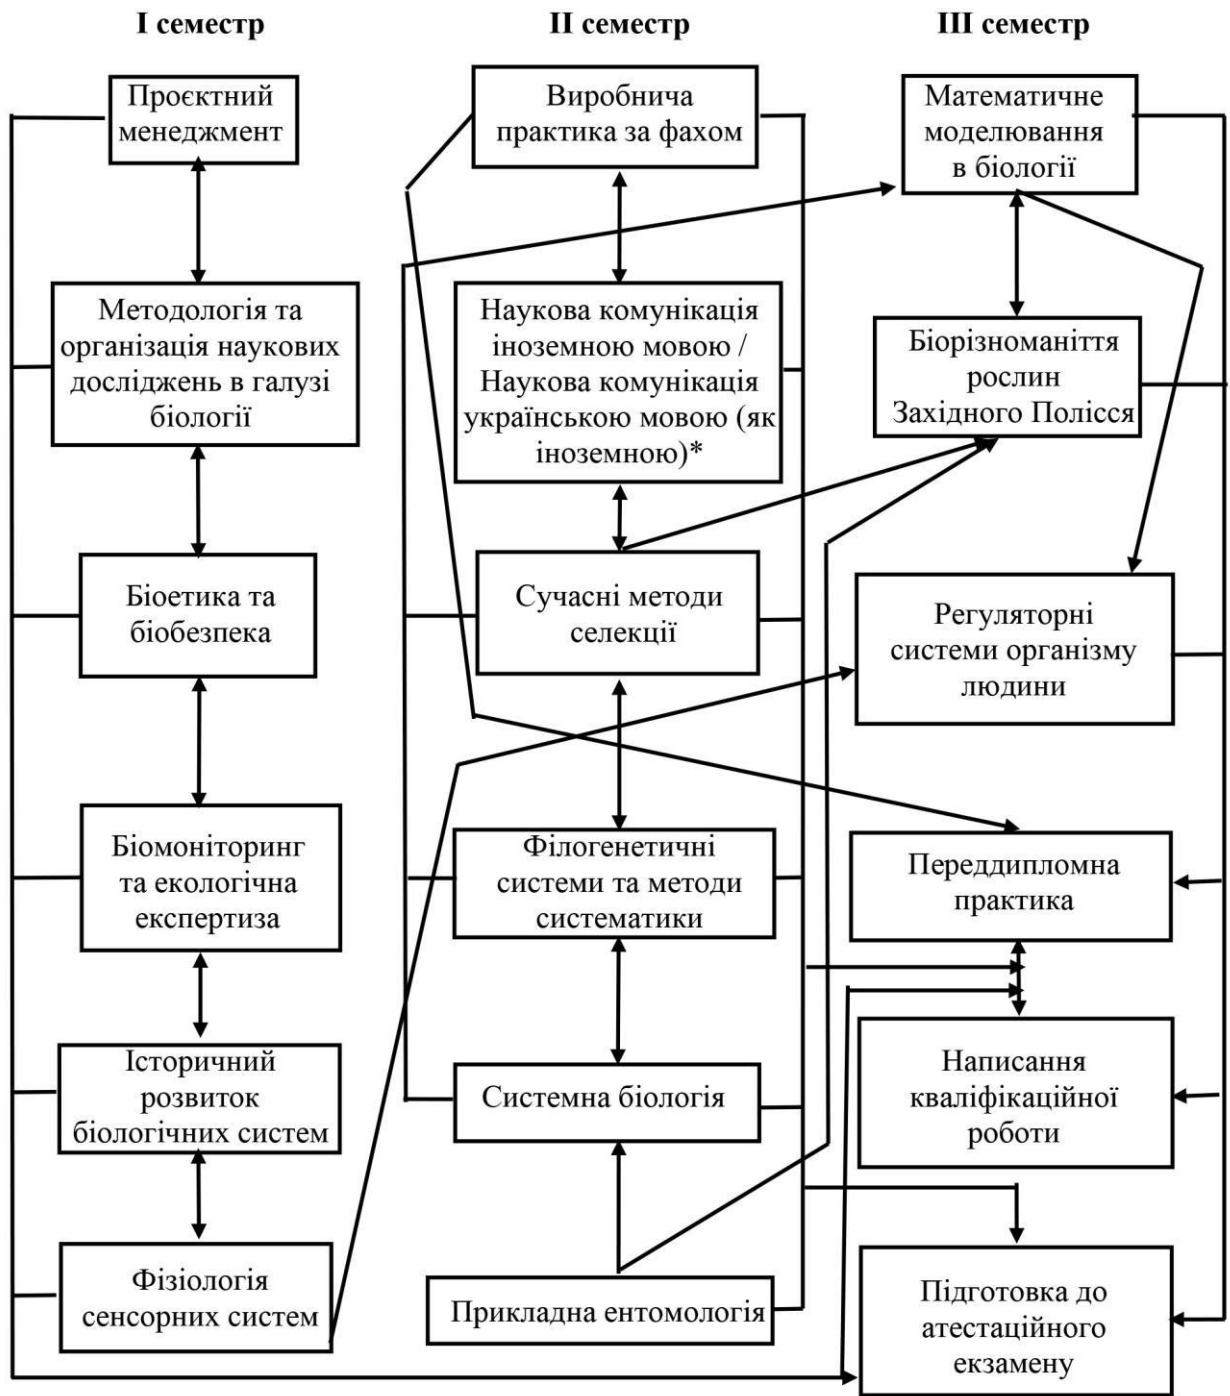 І семестр
Проєктний
менеджмент
Методологія та
організація наукових
досліджень в галузі
біології
Біоетика та
біобезпека
Біомоніторинг
та екологічна
експертиза
Історичний
розвиток
біологічних систем
Фізіологія
сенсорних систем
ІІ семестр
Виробнича
практика за фахом
Наукова комунікація
іноземною мовою /
Наукова комунікація
українською мовою (як
іноземною)*
Сучасні методи
селекції
Філогенетичні
системи та методи
систематики
Системна біологія
Прикладна ентомологія
ІІІ семестр
Математичне
моделювання
в біології
Біорізноманіття
рослин
Західного Полісся
Регуляторні
системи організму
людини
Переддипломна
практика
Написання
кваліфікаційної
роботи
Підготовка до
атестаційного
екзамену